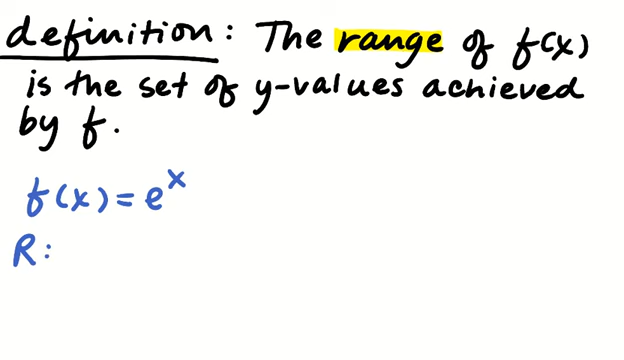 definition: The range of f(x)
is the set of y-values achieved
by f.
f(x) = e^x
R: